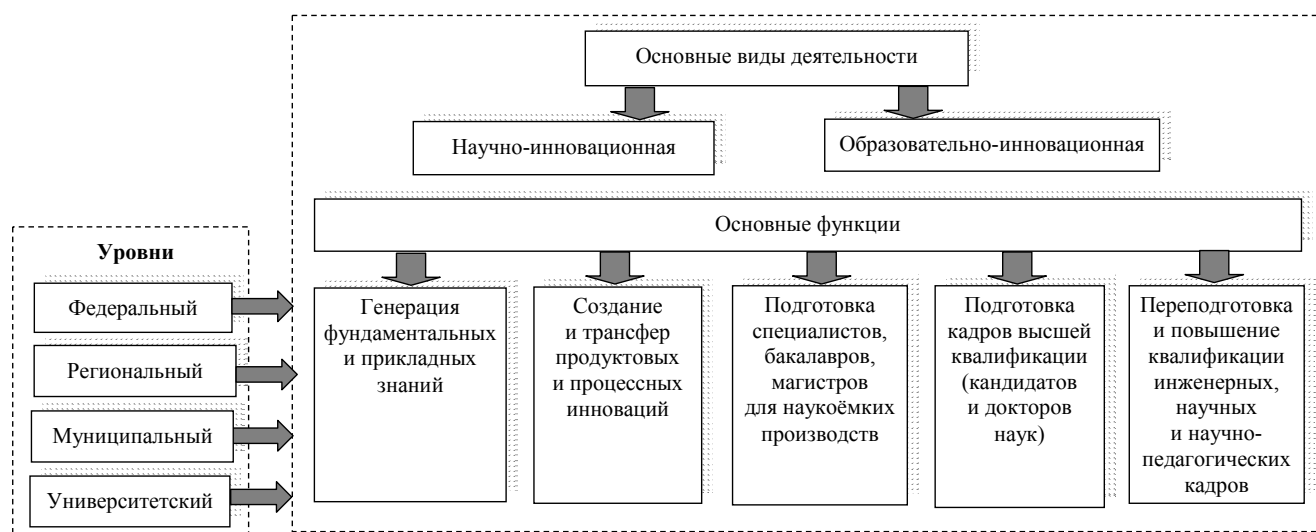 Основные виды деятельности
Научно-инновационная
Образовательно-инновационная
Основные функции
Уровни
Федеральный
Региональный
Муниципальный
Университетский
Генерация
фундаментальных
и прикладных
знаний
Создание
и трансфер
продуктовых
и процессных
инноваций
Подготовка
специалистов,
бакалавров,
магистров
для наукоёмких
производств
Подготовка
кадров высшей
квалификации
(кандидатов
и докторов
наук)
Переподготовка
и повышение
квалификации
инженерных,
научных
и научно-
педагогических
кадров